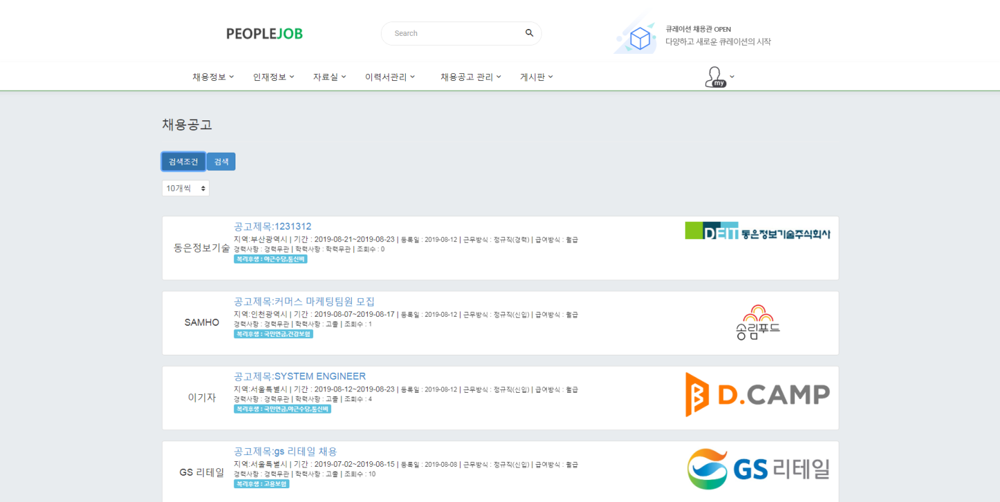 PEOPLEJOB
Search
큐레이션 채용관 OPEN
다양하고 새로운 큐레이션의 시작
채용정보 인재정보 자료실 이력서관리 채용공고 관리 게시판 my
채용공고
검색조건 검색
10개씩
동은정보기술
공고제목:1231312
지역:부산광역시 | 기간 : 2019-08-21~2019-08-23 | 등록일 : 2019-08-12 | 근무방식 : 정규직(경력) | 급여방식 : 월급
경력사항 : 경력무관 | 학력사항 : 학력무관 | 조회수 : 0
복리후생 : 야근수당,통신비
DEIT 동은정보기술주식회사
SAMHO
공고제목:커머스 마케팅팀원 모집
지역:인천광역시 | 기간 : 2019-08-07~2019-08-17 | 등록일 : 2019-08-12 | 근무방식 : 정규직(신입) | 급여방식 : 월급
경력사항 : 경력무관 | 학력사항 : 고졸 | 조회수 : 1
복리후생 : 국민연금,건강보험
송림푸드
이기자
공고제목:SYSTEM ENGINEER
지역:서울특별시 | 기간 : 2019-08-12~2019-08-23 | 등록일 : 2019-08-12 | 근무방식 : 정규직(신입) | 급여방식 : 월급
경력사항 : 경력무관 | 학력사항 : 고졸 | 조회수 : 4
복리후생 : 국민연금,야근수당,통신비
D.CAMP
GS 리테일
공고제목:gs 리테일 채용
지역:서울특별시 | 기간 : 2019-07-02~2019-08-15 | 등록일 : 2019-08-08 | 근무방식 : 정규직(신입) | 급여방식 : 월급
경력사항 : 경력무관 | 학력사항 : 고졸 | 조회수 : 10
복리후생 : 고용보험
GS 리테일